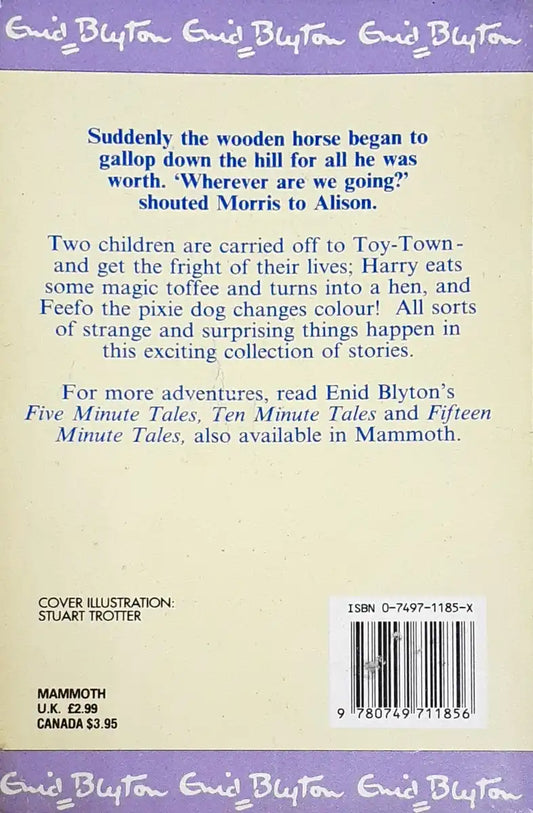 Enid Blyton Enid Blyton Enid Blyton
Suddenly the wooden horse began to
gallop down the hill for all he was
worth. ‘Wherever are we going?’
shouted Morris to Alison.
Two children are carried off to Toy-Town-
and get the fright of their lives; Harry eats
some magic toffee and turns into a hen, and
Feefo the pixie dog changes colour! All sorts
of strange and surprising things happen in
this exciting collection of stories.
For more adventures, read Enid Blyton’s
Five Minute Tales, Ten Minute Tales and Fifteen
Minute Tales, also available in Mammoth.
COVER ILLUSTRATION:
STUART TROTTER
MAMMOTH
U.K. £2.99
CANADA $3.95
ISBN 0-7497-1185-X
9 780749 711856
Enid Blyton Enid Blyton Enid Blyton